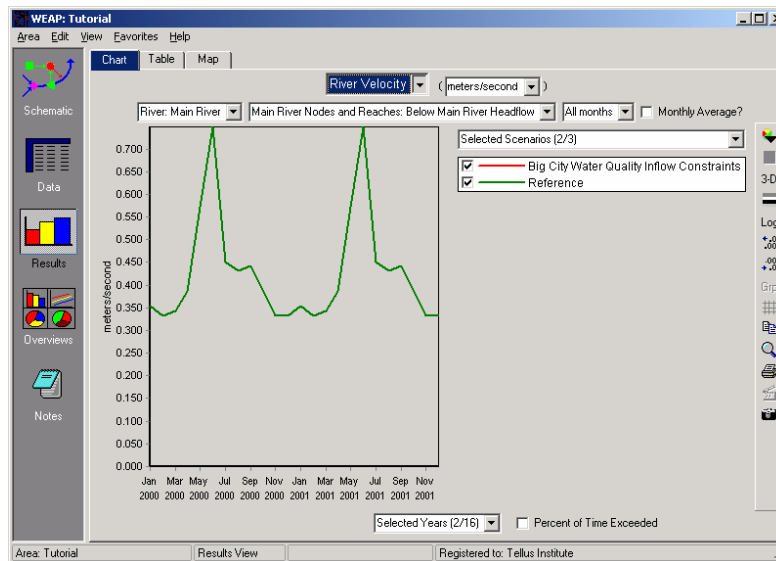 WEAP: Tutorial
Area Edit View Favorites Help
Chart Table Map
River Velocity (meters/second)
River: Main River Main River Nodes and Reaches: Below Main River Headflow All months Monthly Average?
Schematic
Data
Results
Overviews
Notes
Selected Scenarios (2/3)
Big City Water Quality Inflow Constraints
Reference
meters/second
0.700
0.650
0.600
0.550
0.500
0.450
0.400
0.350
0.300
0.250
0.200
0.150
0.100
0.050
0.000
Jan Mar May Jul Sep Nov Jan Mar May Jul Sep Nov
2000 2000 2000 2000 2000 2000 2001 2001 2001 2001 2001 2001
3-D
Log
Grp
Selected Years (2/16) Percent of Time Exceeded
Area: Tutorial Results View Registered to: Tellus Institute